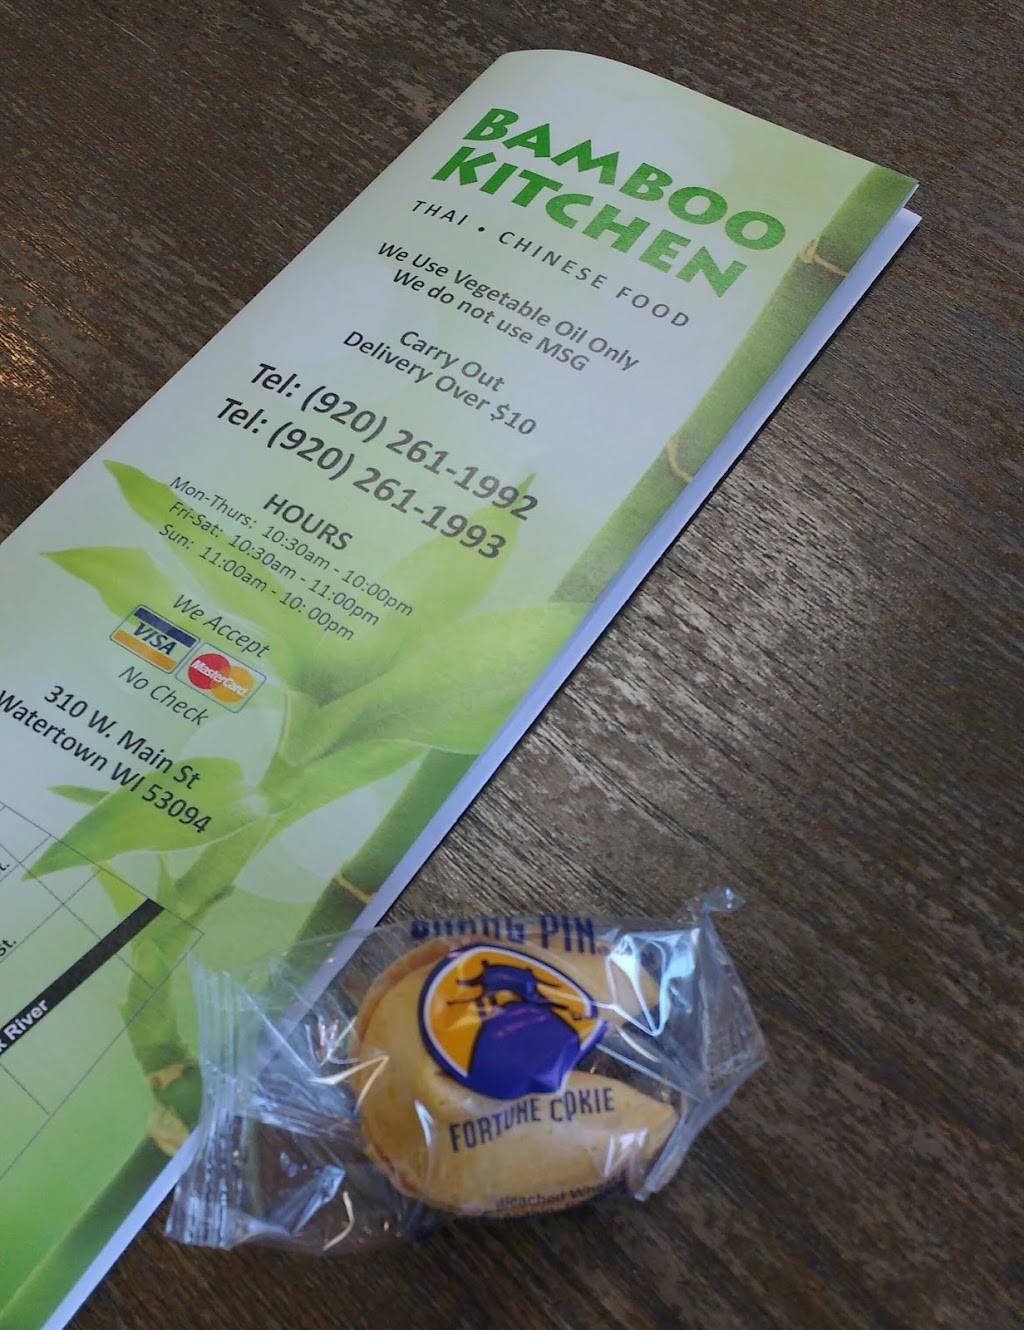 BAMBOO
KITCHEN
THAI • CHINESE FOOD
We Use Vegetable Oil Only
We do not use MSG
Carry Out
Delivery Over $10
Tel: (920) 261-1992
Tel: (920) 261-1993
HOURS
Mon-Thurs: 10:30am - 10:00pm
Fri-Sat: 10:30am - 11:00pm
Sun: 11:00am - 10: 00pm
We Accept
VISA
MasterCard
No Check
310 W. Main St
Watertown WI 53094
St.
River
PIN
FORTUNE COOKIE
Bleached